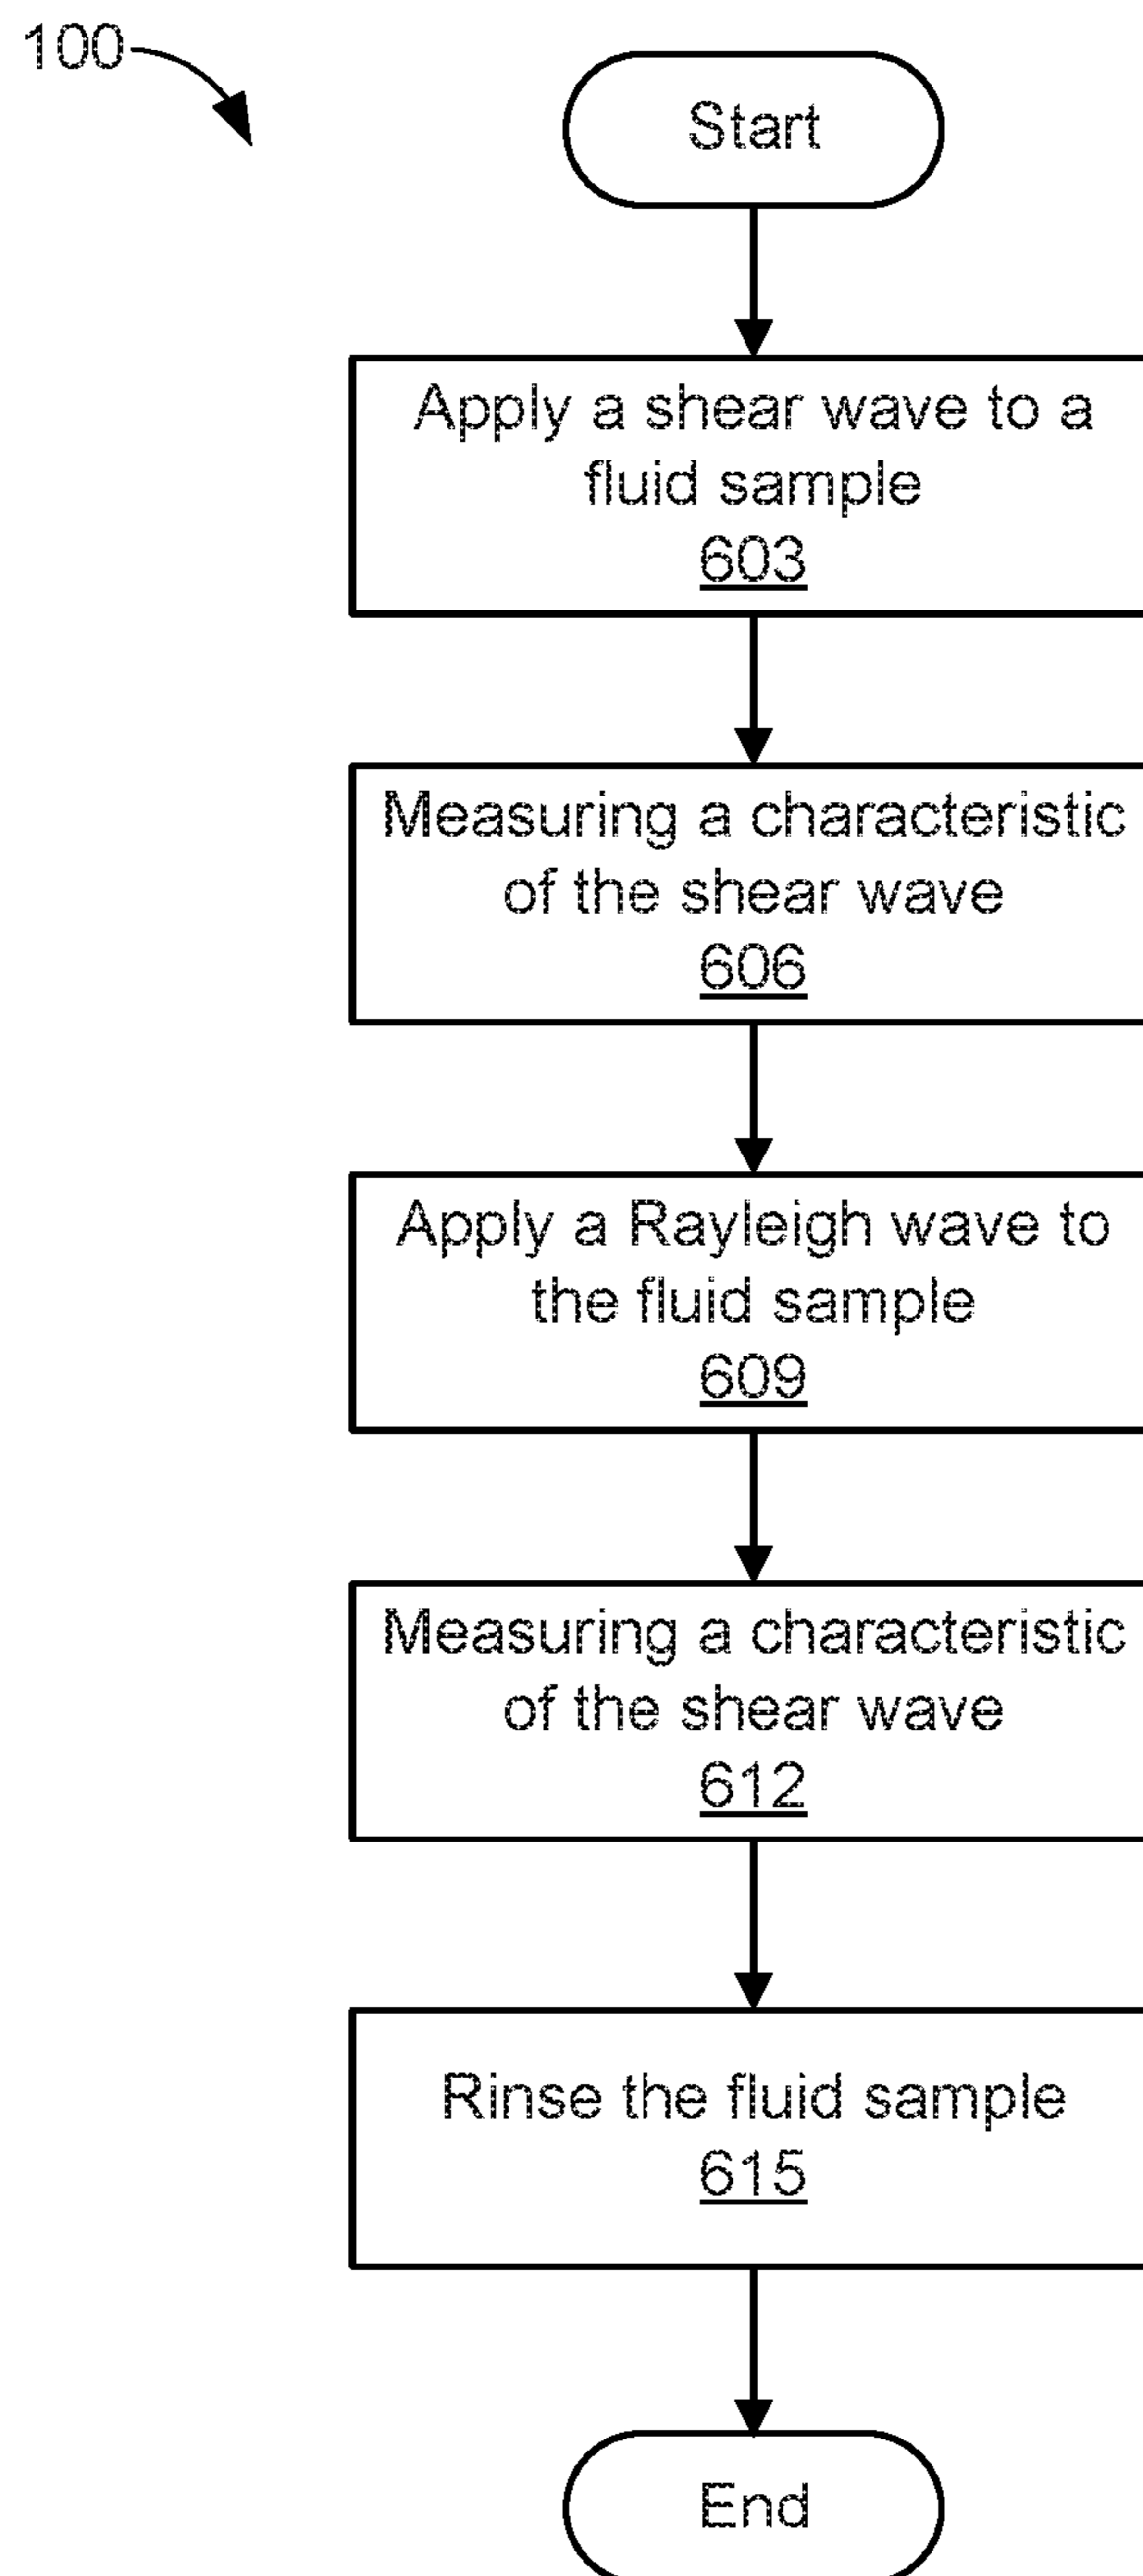 100
Start
Apply a shear wave to a
fluid sample
603
Measuring a characteristic
of the shear wave
606
Apply a Rayleigh wave to
the fluid sample
609
Measuring a characteristic
of the shear wave
612
Rinse the fluid sample
615
End